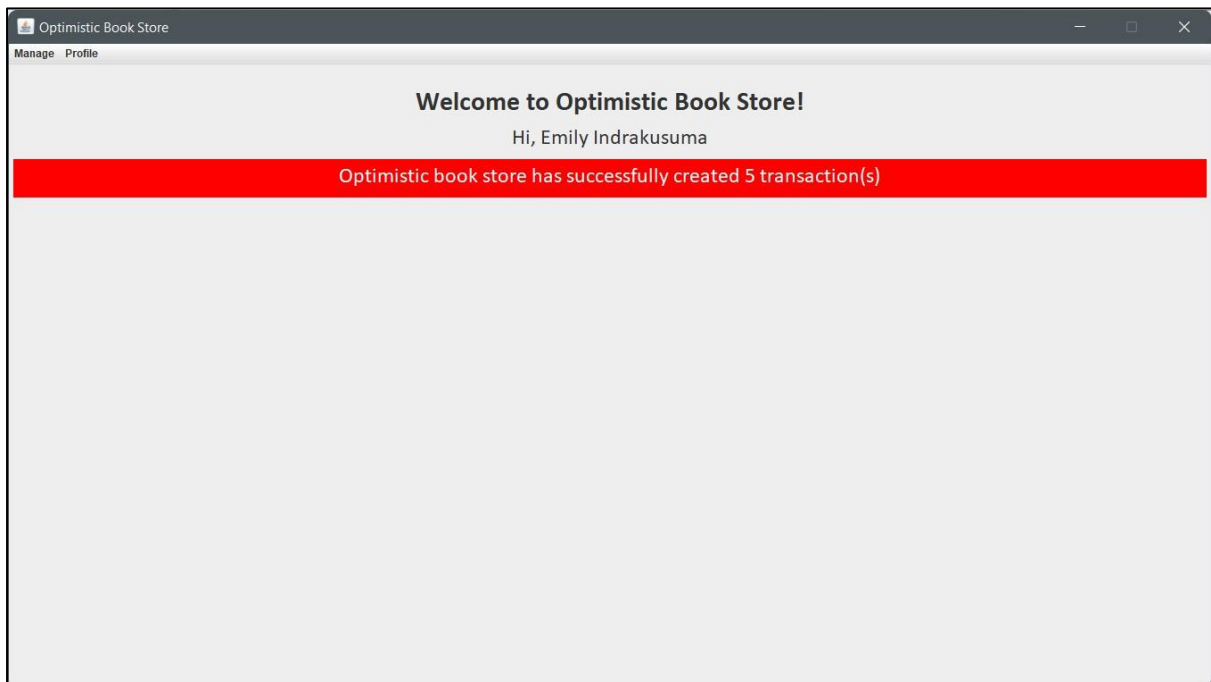 Optimistic Book Store
Manage Profile
Welcome to Optimistic Book Store!
Hi, Emily Indrakusuma
Optimistic book store has successfully created 5 transaction(s)